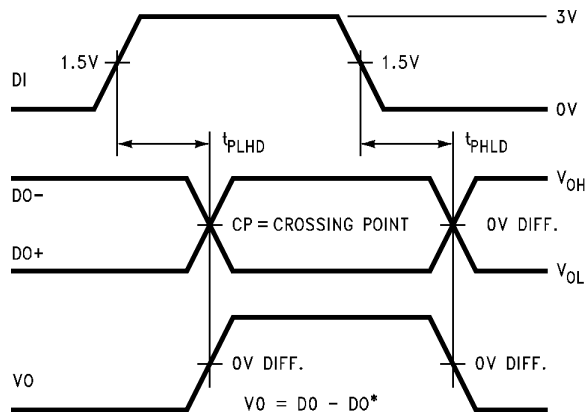 3V
1.5V
1.5V
DI
0V
tPLHD
tPHLD
DO-
VOH
CP = CROSSING POINT
0V DIFF.
DO+
VOL
0V DIFF.
0V DIFF.
VO
VO = DO - DO*